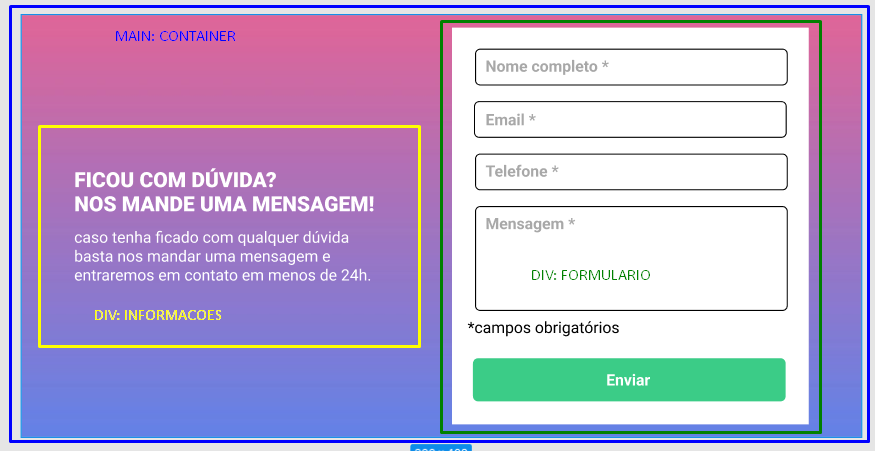 MAIN: CONTAINER
FICOU COM DÚVIDA?
NOS MANDE UMA MENSAGEM!
caso tenha ficado com qualquer dúvida
basta nos mandar uma mensagem e
entraremos em contato em menos de 24h.
DIV: INFORMACOES
Nome completo *
Email *
Telefone *
Mensagem *
DIV: FORMULARIO
*campos obrigatórios
Enviar